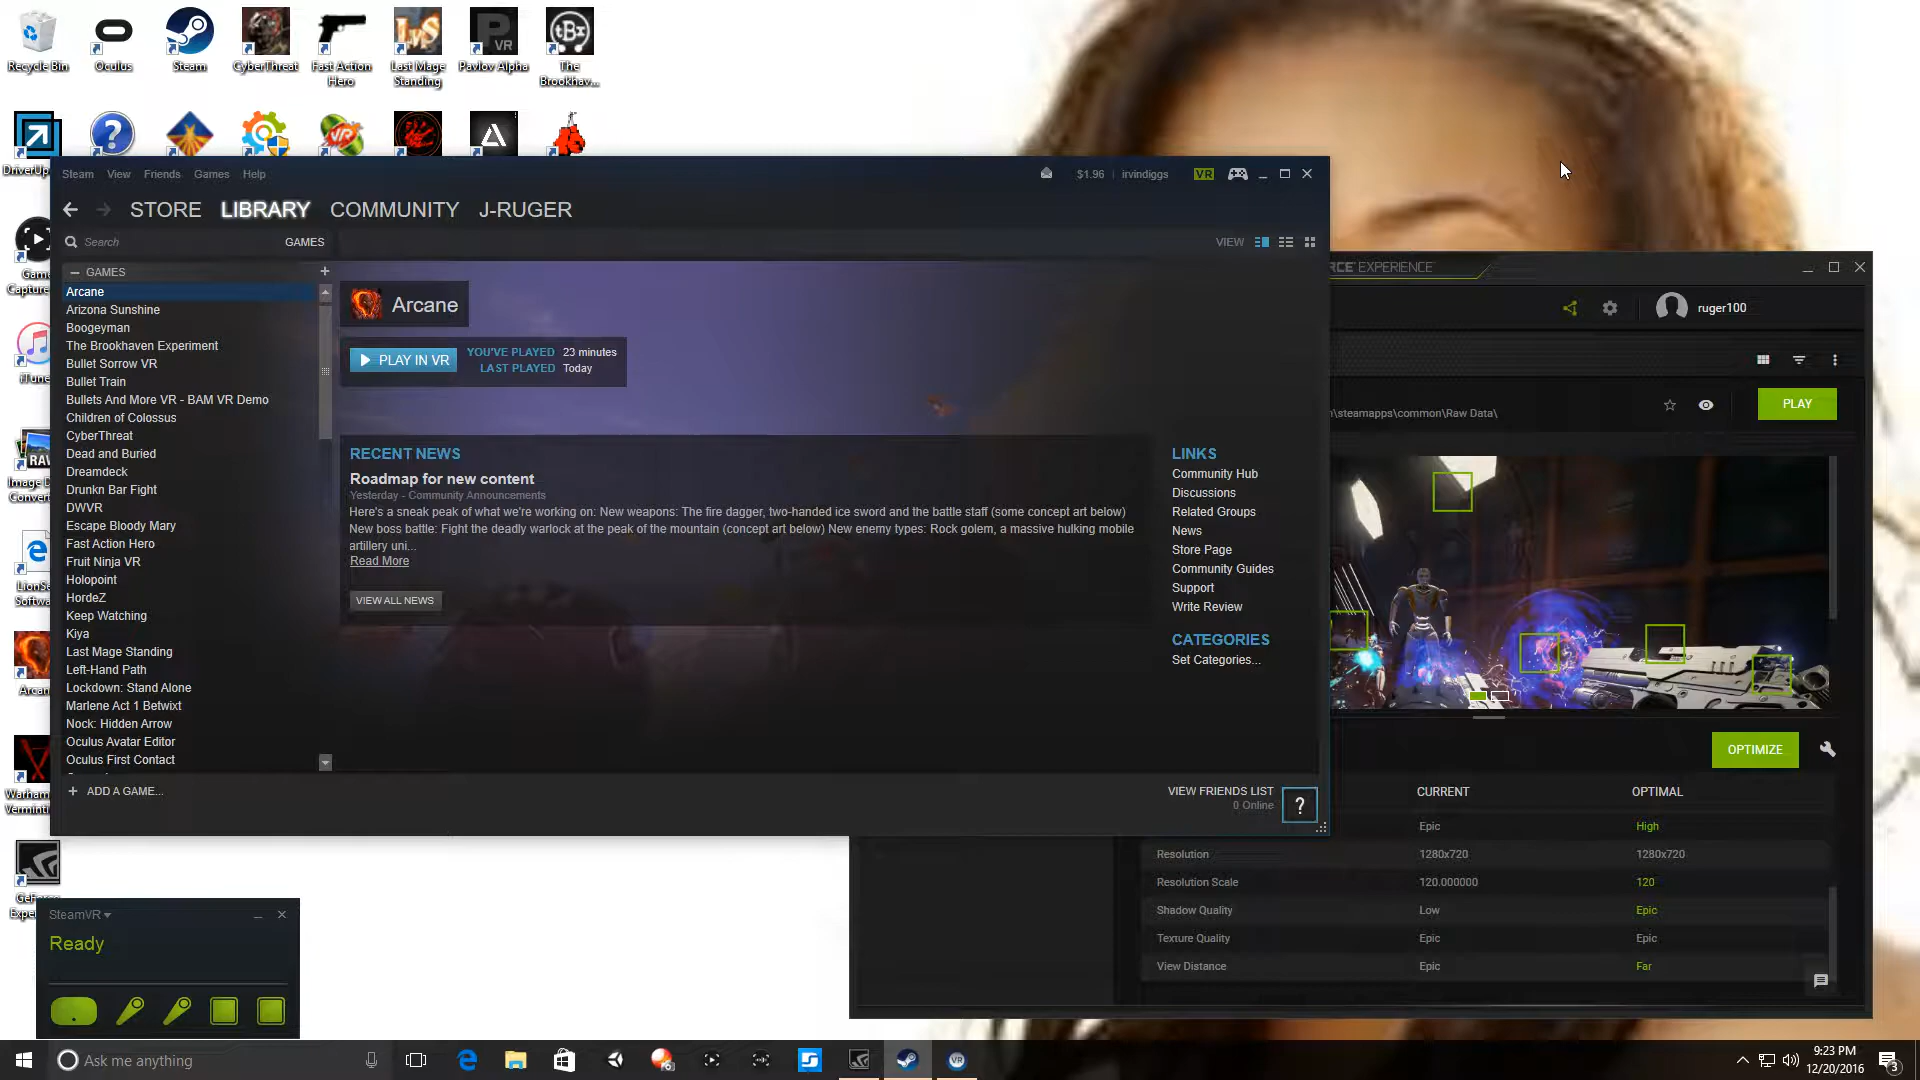 Recycle Bin
Oculus
Steam
CyberThreat
Fast Action
Hero
Last Mage
Standing
Pavlov Alpha
The
Brookhav...
Steam View Friends Games Help
$1.96 irvindiggs VR
STORE LIBRARY COMMUNITY J-RUGER
Search GAMES
VIEW
GAMES
Arcane
Arizona Sunshine
Boogeyman
The Brookhaven Experiment
Bullet Sorrow VR
Bullet Train
Bullets And More VR - BAM VR Demo
Children of Colossus
CyberThreat
Dead and Buried
Dreamdeck
Drunkn Bar Fight
DWVR
Escape Bloody Mary
Fast Action Hero
Fruit Ninja VR
Holopoint
HordeZ
Keep Watching
Kiya
Last Mage Standing
Left-Hand Path
Lockdown: Stand Alone
Marlene Act 1 Betwixt
Nock: Hidden Arrow
Oculus Avatar Editor
Oculus First Contact
ADD A GAME...
Arcane
PLAY IN VR
YOU'VE PLAYED 23 minutes
LAST PLAYED Today
RECENT NEWS
Roadmap for new content
Yesterday - Community Announcements
Here's a sneak peak of what we're working on: New weapons: The fire dagger, two-handed ice sword and the battle staff (some concept art below)
New boss battle: Fight the deadly warlock at the peak of the mountain (concept art below) New enemy types: Rock golem, a massive hulking mobile
artillery uni...
Read More
VIEW ALL NEWS
LINKS
Community Hub
Discussions
Related Groups
News
Store Page
Community Guides
Support
Write Review
CATEGORIES
Set Categories...
VIEW FRIENDS LIST
0 Online
?
EXPERIENCE
ruger100
\steamapps\common\Raw Data\
PLAY
OPTIMIZE
CURRENT OPTIMAL
Epic High
Resolution 1280x720 1280x720
Resolution Scale 120.000000 120
Shadow Quality Low Epic
Texture Quality Epic Epic
View Distance Epic Far
SteamVR
Ready
Ask me anything
9:23 PM
12/20/2016
3